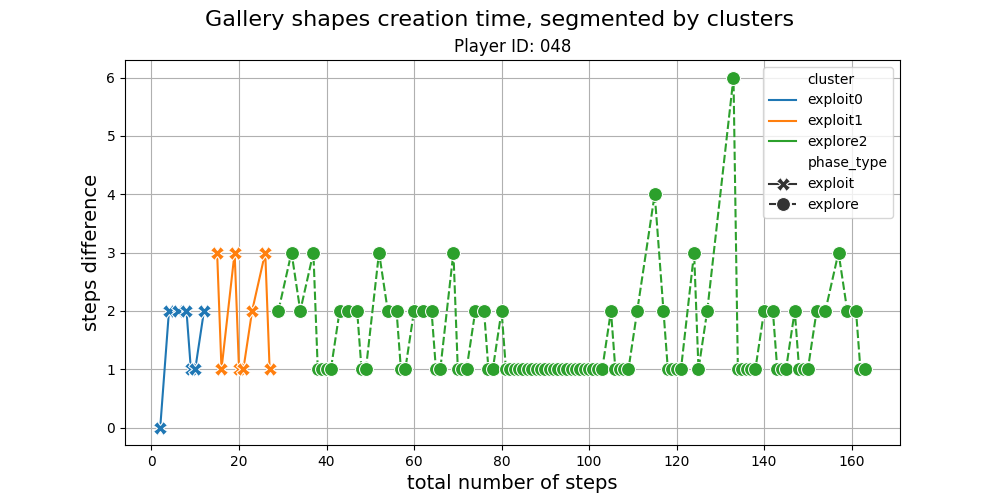 Gallery shapes creation time, segmented by clusters
Player ID: 048
steps difference
6
5
4
3
2
1
0
cluster
exploit0
exploit1
explore2
phase_type
exploit
explore
0 20 40 60 80 100 120 140 160
total number of steps